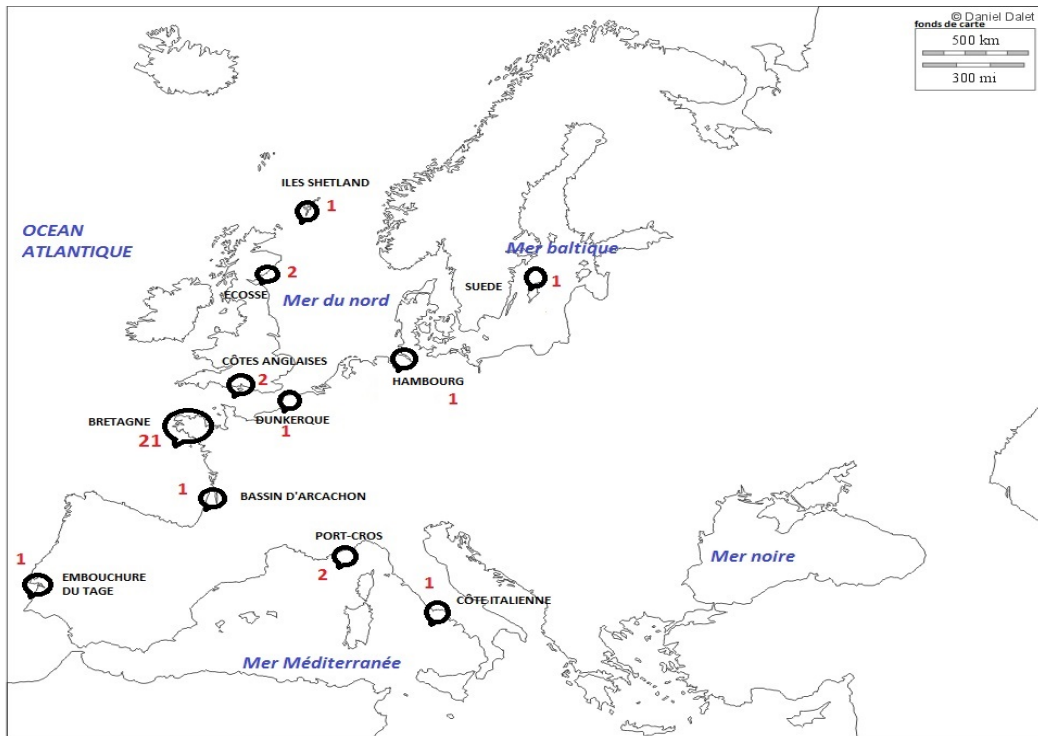 © Daniel Dalet
fonds de carte
500 km
300 mi
ILES SHETLAND
1
OCEAN
ATLANTIQUE
Mer baltique
2
SUEDE
1
ECOSSE
Mer du nord
CÔTES ANGLAISES
2
HAMBOURG
1
BRETAGNE
21
DUNKERQUE
1
1
BASSIN D'ARCACHON
PORT-CROS
2
Mer noire
1
EMBOUCHURE
DU TAGE
1
CÔTE ITALIENNE
Mer Méditerranée